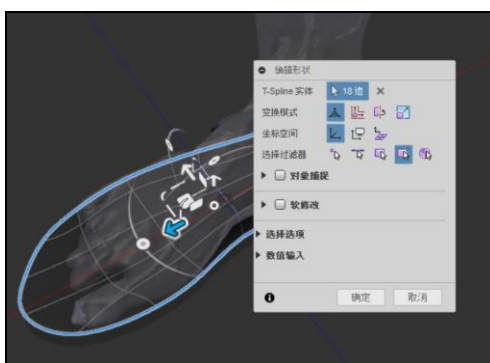 编辑形状
T-Spline 实体 18 边
变换模式
坐标空间
选择过滤器
对象捕捉
软修改
选择选项
数值输入
确定 取消